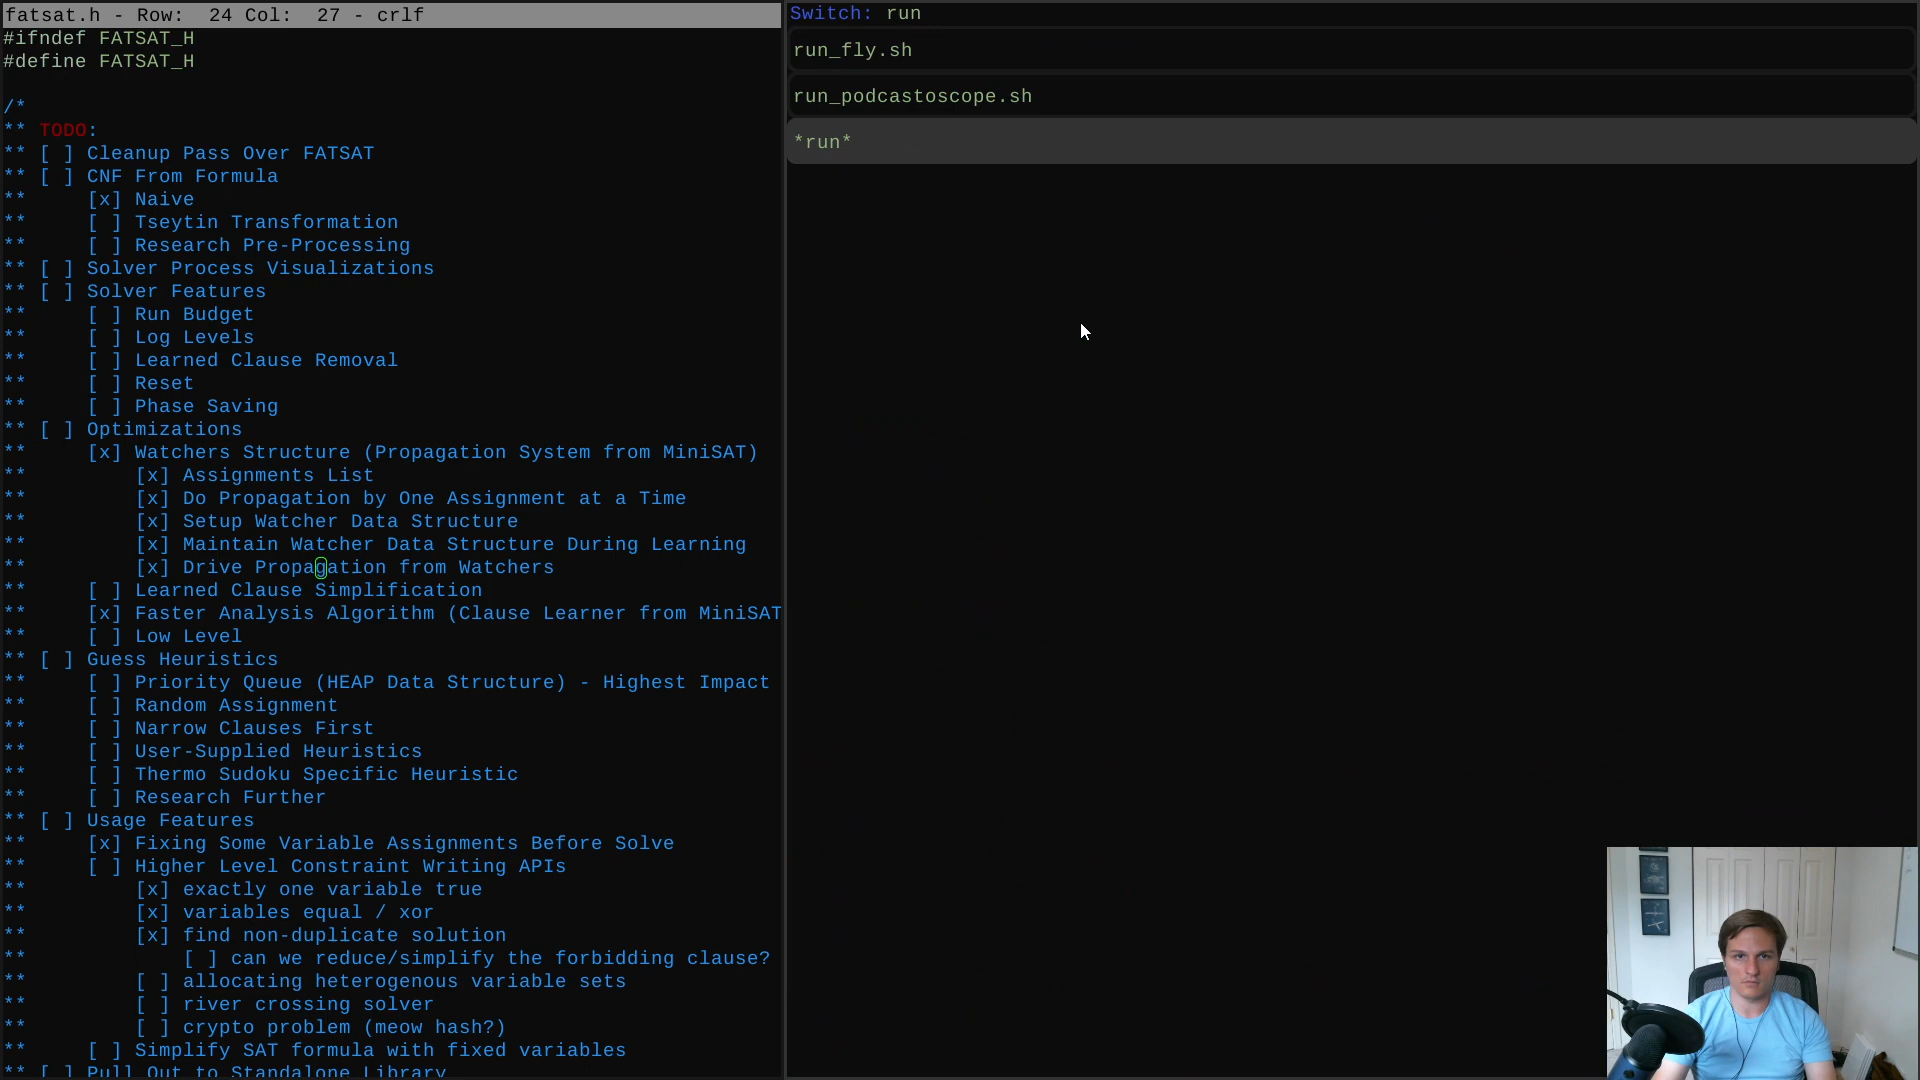 fatsat.h - Row:  24 Col:  27 - crlf
#ifndef FATSAT_H
#define FATSAT_H
/*
** TODO:
** [ ] Cleanup Pass Over FATSAT
** [ ] CNF From Formula
**     [x] Naive
**     [ ] Tseytin Transformation
**     [ ] Research Pre-Processing
** [ ] Solver Process Visualizations
** [ ] Solver Features
**     [ ] Run Budget
**     [ ] Log Levels
**     [ ] Learned Clause Removal
**     [ ] Reset
**     [ ] Phase Saving
** [ ] Optimizations
**     [x] Watchers Structure (Propagation System from MiniSAT)
**         [x] Assignments List
**         [x] Do Propagation by One Assignment at a Time
**         [x] Setup Watcher Data Structure
**         [x] Maintain Watcher Data Structure During Learning
**         [x] Drive Propagation from Watchers
**     [ ] Learned Clause Simplification
**     [x] Faster Analysis Algorithm (Clause Learner from MiniSAT
**     [ ] Low Level
** [ ] Guess Heuristics
**     [ ] Priority Queue (HEAP Data Structure) - Highest Impact
**     [ ] Random Assignment
**     [ ] Narrow Clauses First
**     [ ] User-Supplied Heuristics
**     [ ] Thermo Sudoku Specific Heuristic
**     [ ] Research Further
** [ ] Usage Features
**     [x] Fixing Some Variable Assignments Before Solve
**     [ ] Higher Level Constraint Writing APIs
**         [x] exactly one variable true
**         [x] variables equal / xor
**         [x] find non-duplicate solution
**             [ ] can we reduce/simplify the forbidding clause?
**         [ ] allocating heterogenous variable sets
**         [ ] river crossing solver
**         [ ] crypto problem (meow hash?)
**     [ ] Simplify SAT formula with fixed variables
** [ ] Pull Out to Standalone Library
Switch: run
run_fly.sh
run_podcastoscope.sh
*run*